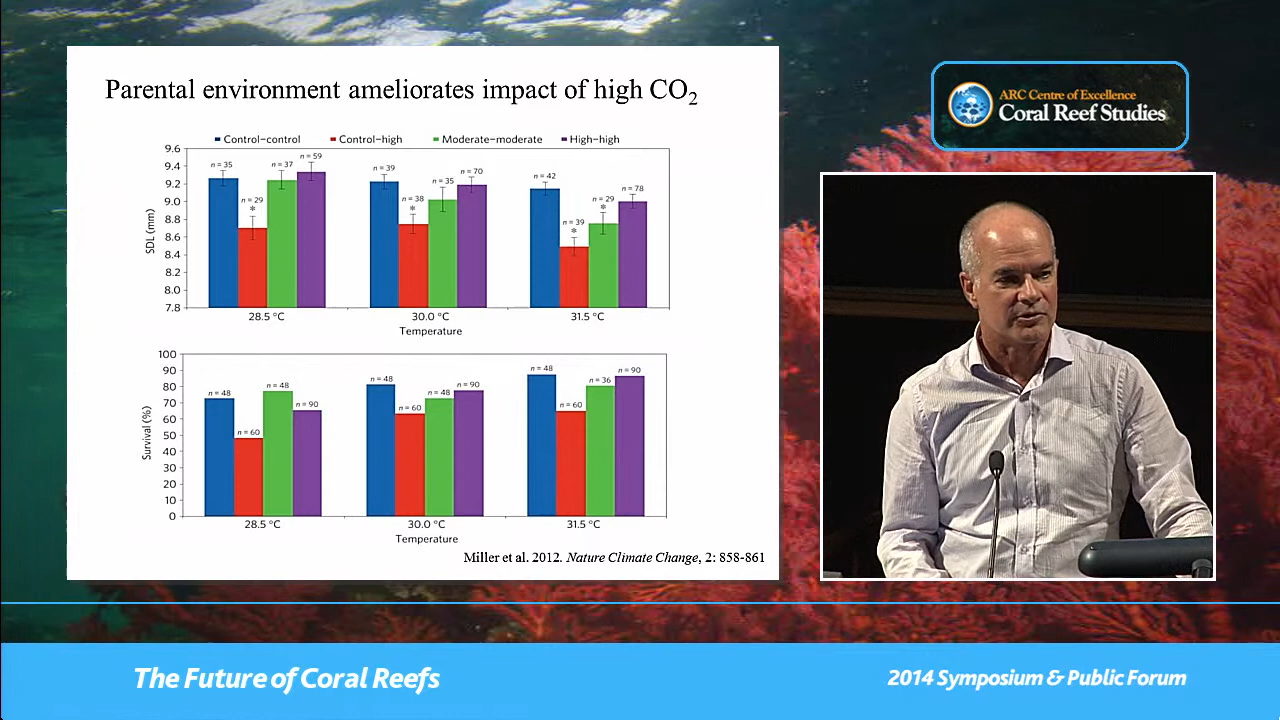 Parental environment ameliorates impact of high CO2
Control–control Control–high Moderate–moderate High–high
9.6
9.4
9.2
9.0
8.8
8.6
8.4
8.2
8.0
7.8
SDL (mm)
n = 35
n = 29
*
n = 37
n = 59
n = 39
n = 38
*
n = 35
n = 70
n = 42
n = 39
*
n = 29
*
n = 78
28.5 °C 30.0 °C 31.5 °C
Temperature
100
90
80
70
60
50
40
30
20
10
0
Survival (%)
n = 48
n = 60
n = 48
n = 90
n = 48
n = 60
n = 48
n = 90
n = 48
n = 60
n = 36
n = 90
28.5 °C 30.0 °C 31.5 °C
Temperature
Miller et al. 2012. Nature Climate Change, 2: 858-861
ARC Centre of Excellence
Coral Reef Studies
The Future of Coral Reefs
2014 Symposium & Public Forum